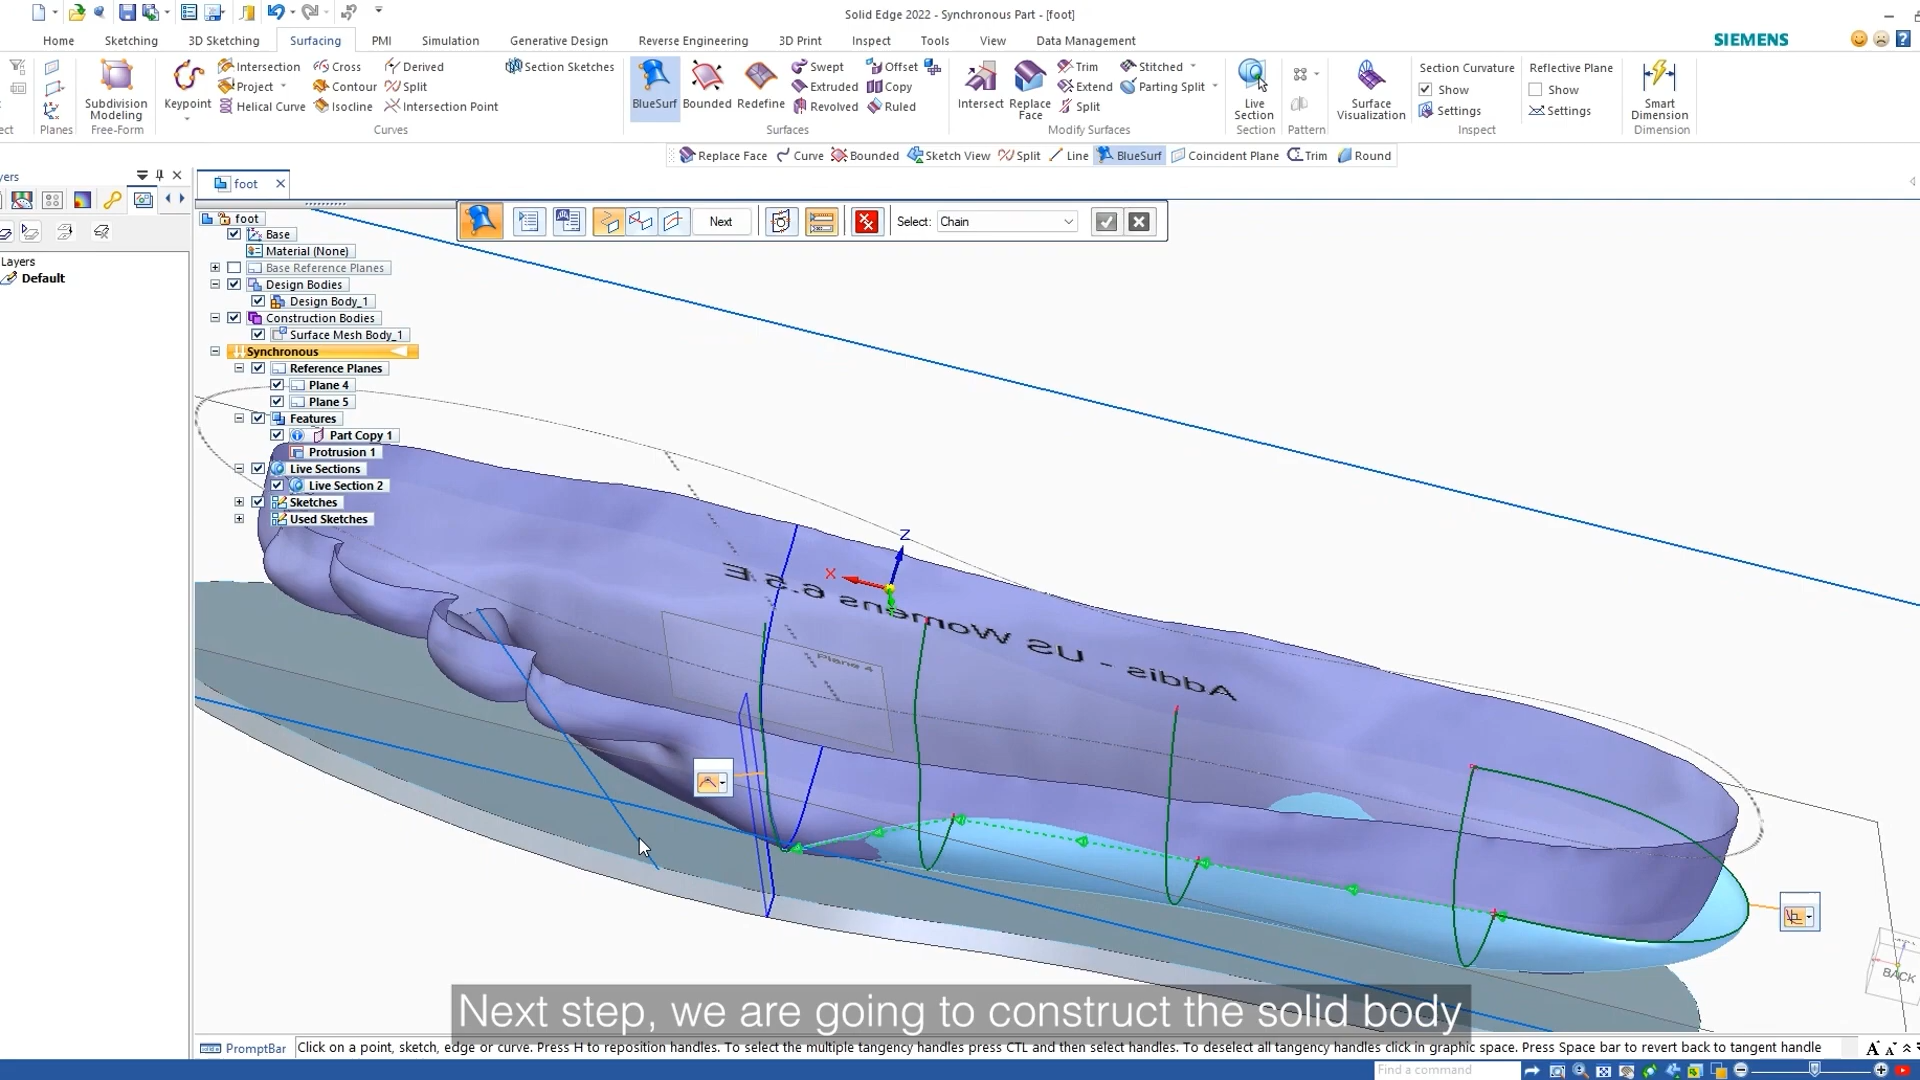 Solid Edge 2022 - Synchronous Part - [foot]
Home Sketching 3D Sketching Surfacing PMI Simulation Generative Design Reverse Engineering 3D Print Inspect Tools View Data Management SIEMENS
Intersection Cross Derived Section Sketches Swept Offset Trim Stitched Section Curvature Reflective Plane
Project Contour Split Extruded Copy Extend Parting Split Show Show
Subdivision Modeling Keypoint Helical Curve Isocline Intersection Point BlueSurf Bounded Redefine Revolved Ruled Intersect Replace Face Split Live Section Surface Visualization Settings Settings Smart Dimension
ect Planes Free-Form Curves Surfaces Modify Surfaces Section Pattern Inspect Dimension
Replace Face Curve Bounded Sketch View Split Line BlueSurf Coincident Plane Trim Round
yers
foot
Next Select: Chain
foot
Base
Material (None)
Base Reference Planes
Design Bodies
Design Body_1
Construction Bodies
Surface Mesh Body_1
Synchronous
Reference Planes
Plane 4
Plane 5
Features
Part Copy 1
Protrusion 1
Live Sections
Live Section 2
Sketches
Used Sketches
Layers
Default
Z
X
Addis - US Womens 6.5 E
Plane 4
BACK
Next step, we are going to construct the solid body
PromptBar Click on a point, sketch, edge or curve. Press H to reposition handles. To select the multiple tangency handles press CTL and then select handles. To deselect all tangency handles click in graphic space. Press Space bar to revert back to tangent handle
Find a command